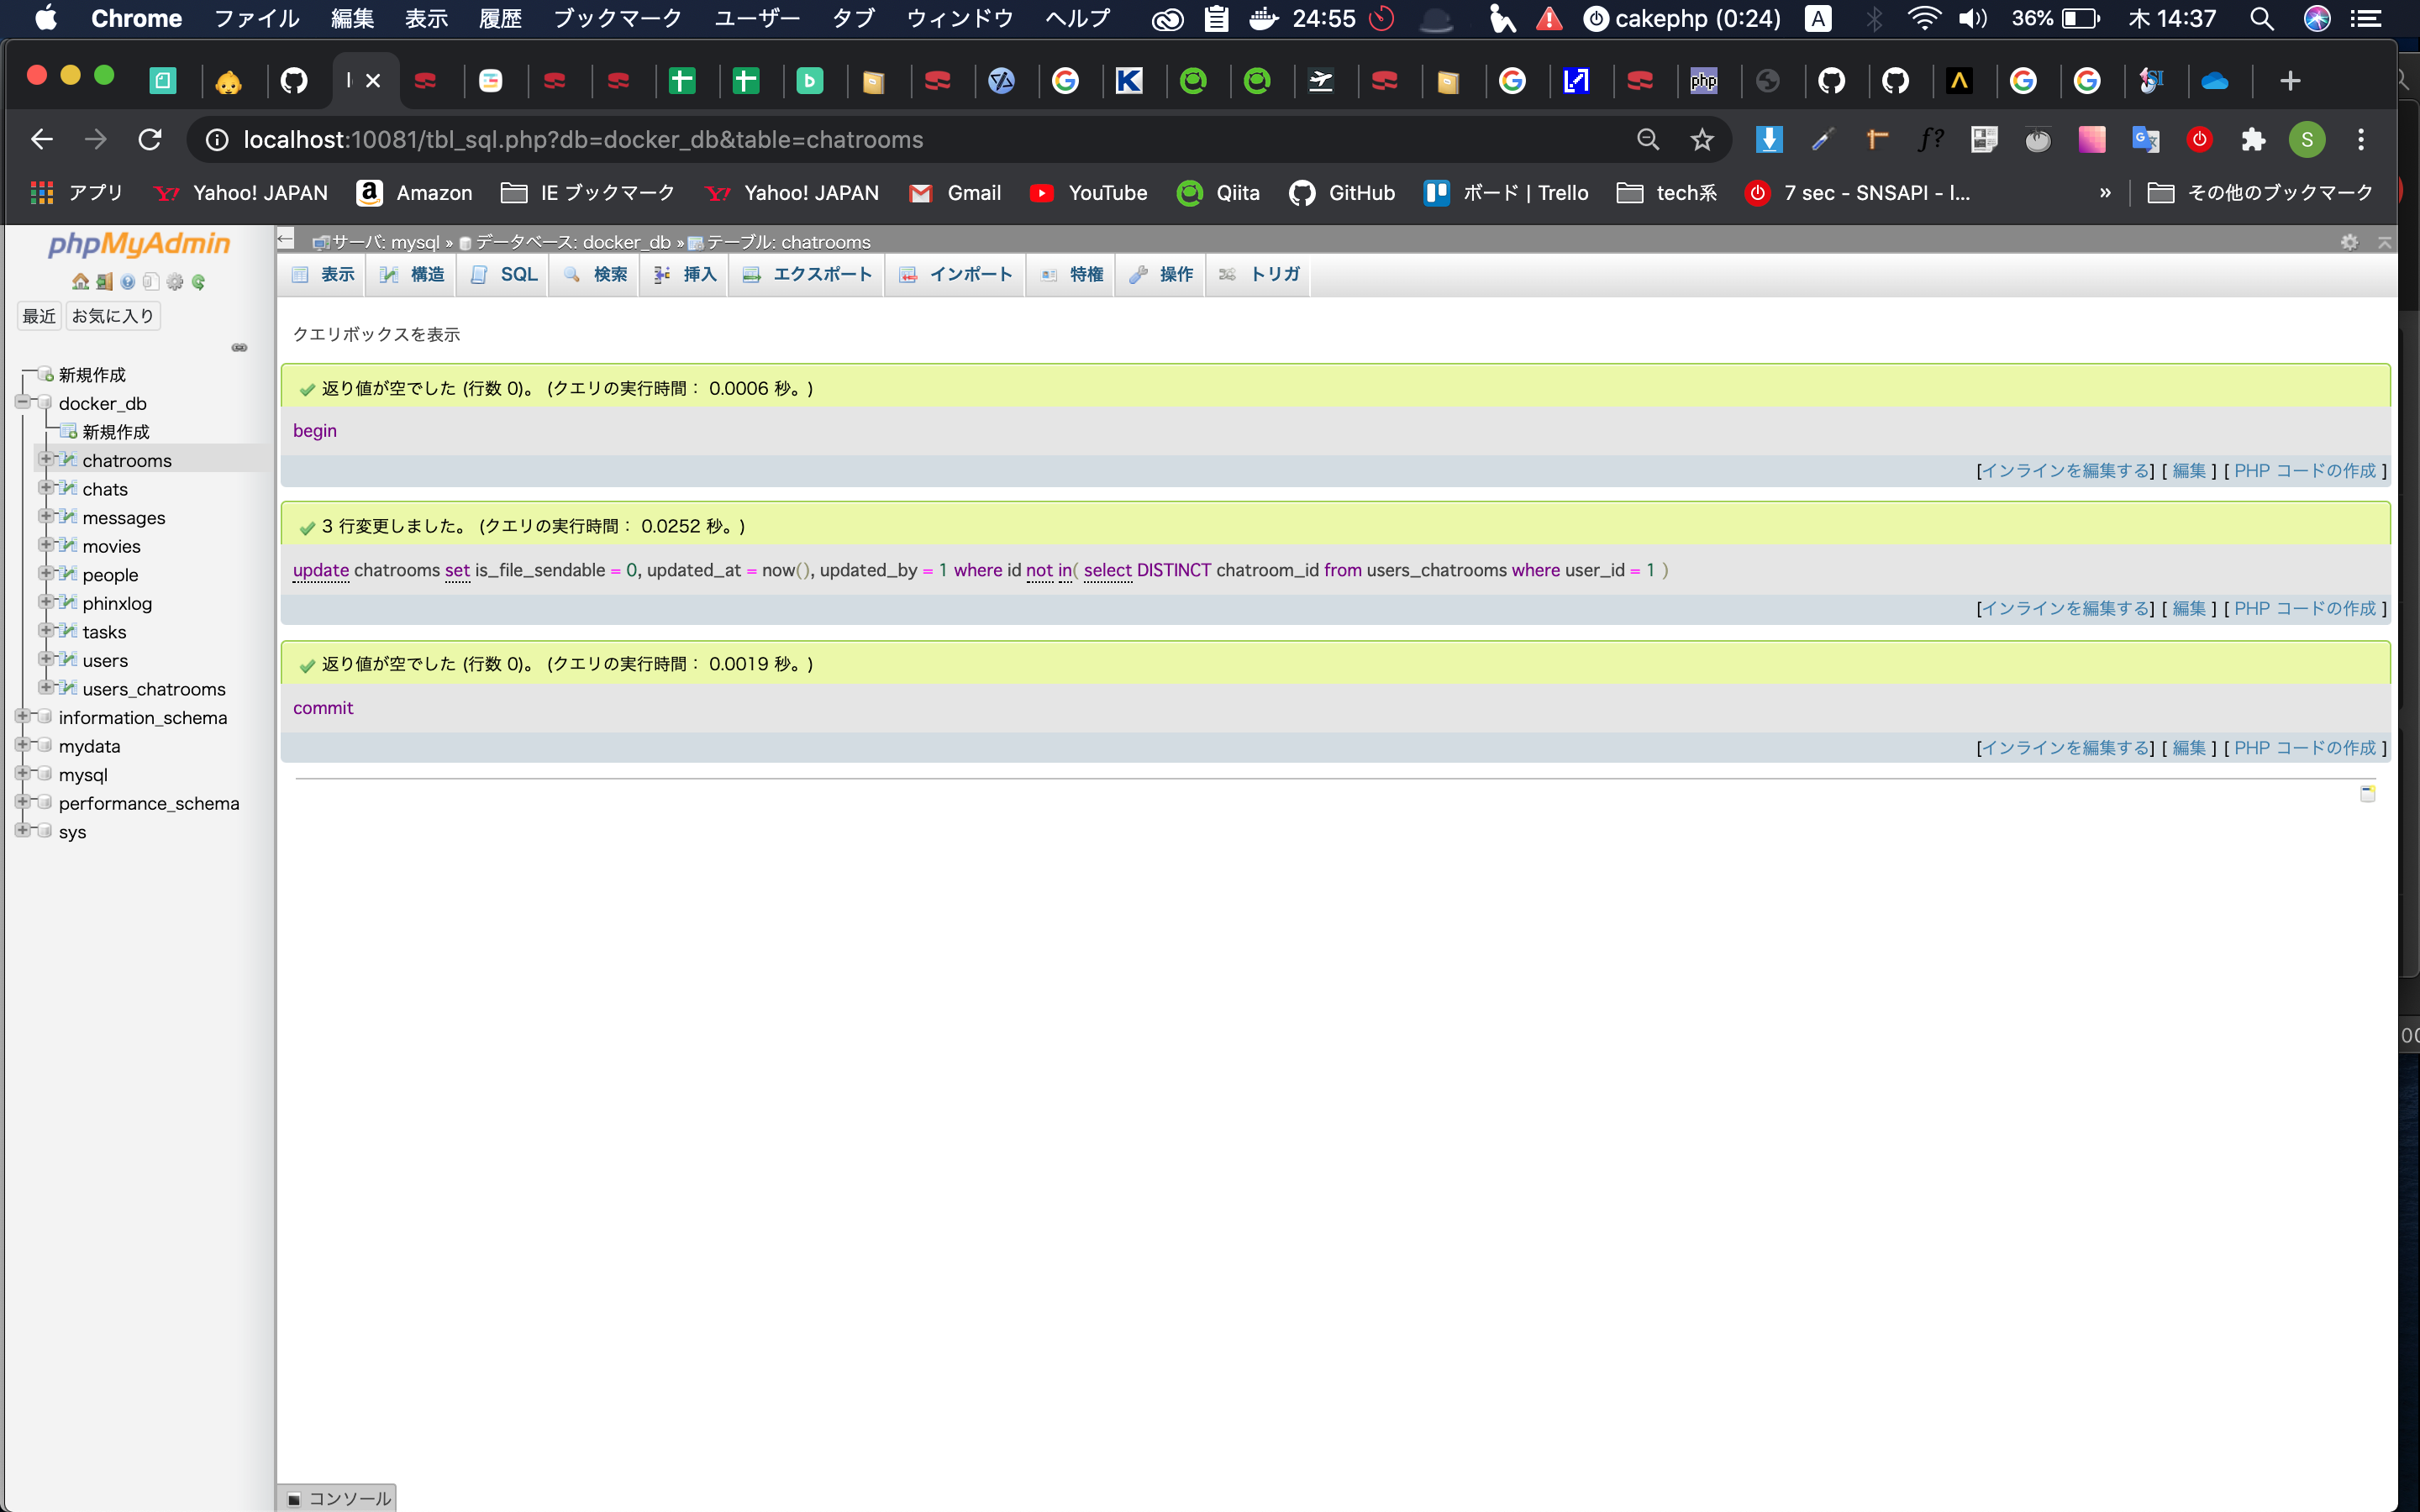 Chrome ファイル 編集 表示 履歴 ブックマーク ユーザー タブ ウィンドウ ヘルプ 24:55 cakephp (0:24) A 36% 木 14:37
localhost:10081/tbl_sql.php?db=docker_db&table=chatrooms
アプリ Yahoo! JAPAN Amazon IE ブックマーク Yahoo! JAPAN Gmail YouTube Qiita GitHub ボード | Trello tech系 7 sec - SNSAPI - I... » その他のブックマーク
phpMyAdmin
最近 お気に入り
新規作成
docker_db
新規作成
chatrooms
chats
messages
movies
people
phinxlog
tasks
users
users_chatrooms
information_schema
mydata
mysql
performance_schema
sys
サーバ: mysql » データベース: docker_db » テーブル: chatrooms
表示 構造 SQL 検索 挿入 エクスポート インポート 特権 操作 トリガ
クエリボックスを表示
返り値が空でした (行数 0)。 (クエリの実行時間： 0.0006 秒。)
begin
[インラインを編集する] [ 編集 ] [ PHP コードの作成 ]
3 行変更しました。 (クエリの実行時間： 0.0252 秒。)
update chatrooms set is_file_sendable = 0, updated_at = now(), updated_by = 1 where id not in( select DISTINCT chatroom_id from users_chatrooms where user_id = 1 )
[インラインを編集する] [ 編集 ] [ PHP コードの作成 ]
返り値が空でした (行数 0)。 (クエリの実行時間： 0.0019 秒。)
commit
[インラインを編集する] [ 編集 ] [ PHP コードの作成 ]
コンソール